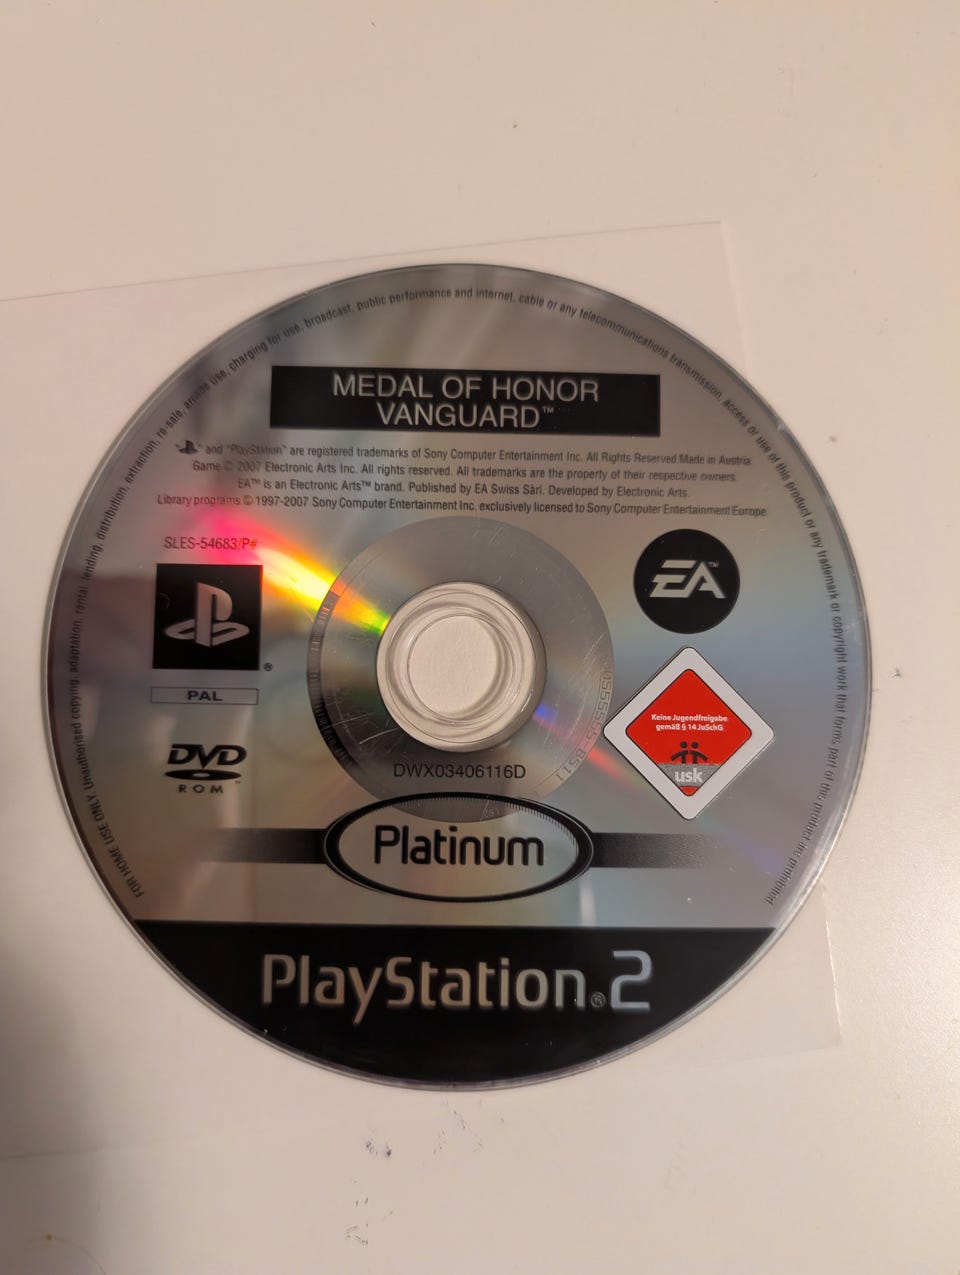 FOR HOME USE ONLY. Unauthorised copying, adaptation, rental, lending, distribution, extraction, re-sale, arcade use, charging for use, broadcast, public performance and internet, cable or any telecommunications transmission, access or use of this product or any trademark or copyright work that forms part of this product are prohibited.
MEDAL OF HONOR
VANGUARD™
"PS" and "PlayStation" are registered trademarks of Sony Computer Entertainment Inc. All Rights Reserved Made in Austria.
Game © 2007 Electronic Arts Inc. All rights reserved. All trademarks are the property of their respective owners.
EA™ is an Electronic Arts™ brand. Published by EA Swiss Sàrl. Developed by Electronic Arts.
Library programs © 1997-2007 Sony Computer Entertainment Inc. exclusively licensed to Sony Computer Entertainment Europe.
SLES-54683/P#
EA™
®
PAL
DVD™
ROM
Keine Jugendfreigabe
gemäß § 14 JuSchG.
usk
DWX03406116D
Platinum
PlayStation®2